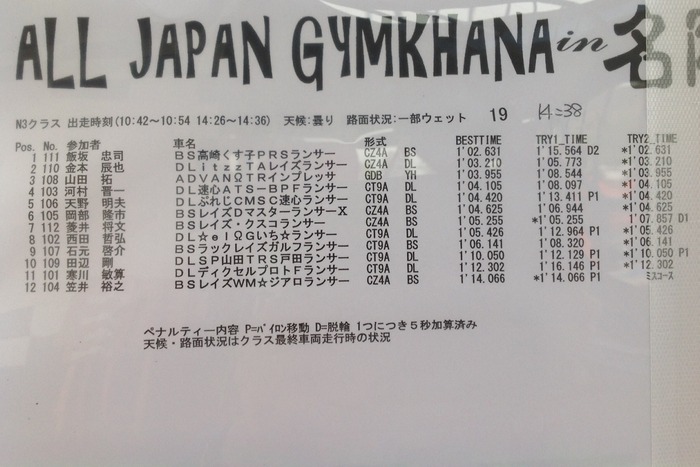 ALL JAPAN GYMKHANA in 名
N3クラス 出走時刻(10:42～10:54 14:26～14:36) 天候:曇り 路面状況:一部ウェット 19 14=38
Pos. No. 参加者 車名 形式 BESTTIME TRY1_TIME TRY2_TIME
1 111 飯坂 忠司 BS高崎くす子PRSランサー CZ4A BS 1'02.631 1'15.564 D2 *1'02.631
2 110 金本 辰也 DLitzzTAレイズランサー CZ4A DL 1'03.210 1'05.773 *1'03.210
3 108 山田 拓 ADVANQTRインプレッサ GDB YH 1'03.955 1'08.544 *1'03.955
4 103 河村 晋一 DL速心ATS-BPFランサー CT9A DL 1'04.105 1'08.097 *1'04.105
5 106 天野 明夫 DLぷれじCMSC速心ランサー CT9A DL 1'04.420 1'13.411 P1 *1'04.420
6 105 岡部 隆市 BSレイズDマスターランサーX CZ4A BS 1'04.625 1'06.944 *1'04.625
7 112 菱井 将文 BSレイズ・クスコランサー CZ4A BS 1'05.255 *1'05.255 1'07.857 D1
8 102 西田 哲弘 DL☆elQGいち☆ランサー CT9A DL 1'05.426 1'12.964 P1 *1'05.426
9 107 石元 啓介 BSラックレイズガルフランサー CZ4A BS 1'06.141 1'08.320 *1'06.141
10 109 田辺 剛 DLSP山田TRS戸田ランサー CT9A DL 1'10.050 1'12.129 P1 *1'10.050 P1
11 101 寒川 敏算 DLディクセルプロトFランサー CT9A DL 1'12.302 1'16.146 P1 *1'12.302
12 104 笠井 裕之 BSレイズWM☆ジアロランサー CZ4A BS 1'14.066 *1'14.066 P1 ミスコース
ペナルティー内容 P=パイロン移動 D=脱輪 1つにつき5秒加算済み
天候・路面状況はクラス最終車両走行時の状況